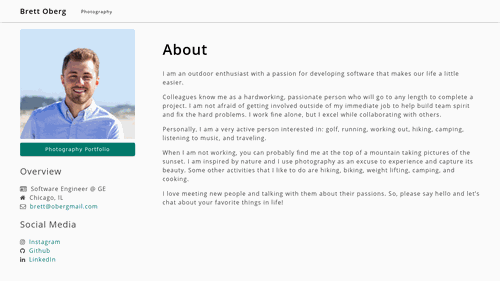 Brett Oberg
Photography
Photography Portfolio
Overview
Software Engineer @ GE
Chicago, IL
brett@obergmail.com
Social Media
Instagram
Github
LinkedIn
About
I am an outdoor enthusiast with a passion for developing software that makes our life a little
easier.
Colleagues know me as a hardworking, passionate person who will go to any length to complete a
project. I am not afraid of getting involved outside of my immediate job to help build team spirit
and fix the hard problems. I work fine alone, but I excel while collaborating with others.
Personally, I am a very active person interested in: golf, running, working out, hiking, camping,
listening to music, and traveling.
When I am not working, you can probably find me at the top of a mountain taking pictures of the
sunset. I am inspired by nature and I use photography as an excuse to experience and capture its
beauty. Some other activities that I like to do are hiking, biking, weight lifting, camping, and
cooking.
I love meeting new people and talking with them about their passions. So, please say hello and let's
chat about your favorite things in life!